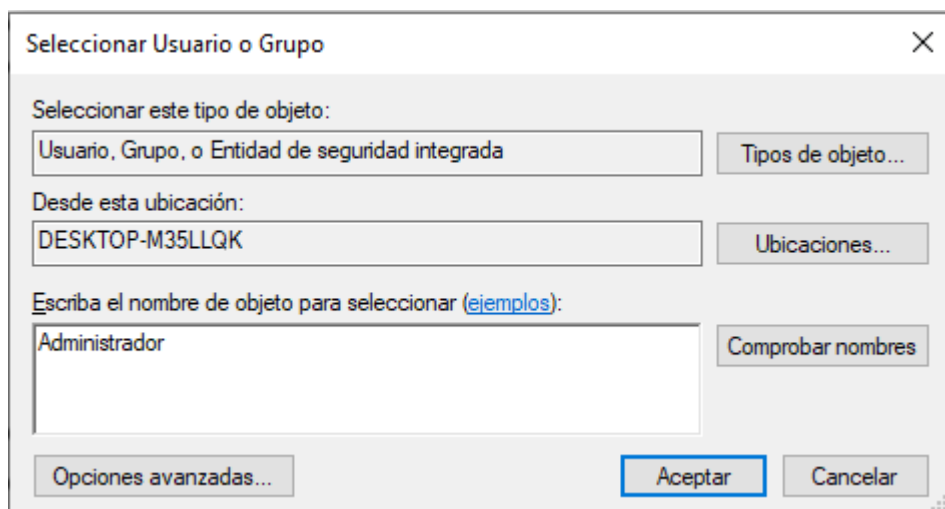 Seleccionar Usuario o Grupo
Seleccionar este tipo de objeto:
Usuario, Grupo, o Entidad de seguridad integrada
Tipos de objeto...
Desde esta ubicación:
DESKTOP-M35LLQK
Ubicaciones...
Escriba el nombre de objeto para seleccionar (ejemplos):
Administrador
Comprobar nombres
Opciones avanzadas...
Aceptar
Cancelar